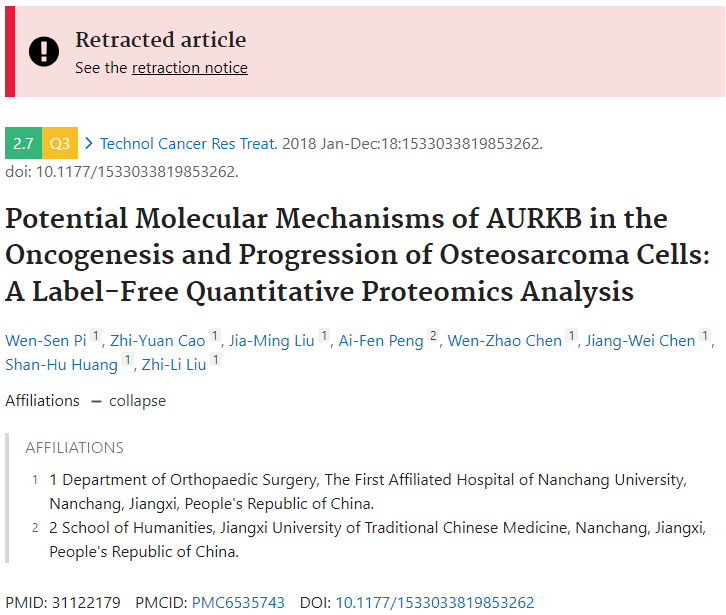 Retracted article
See the retraction notice
2.7 Q3 > Technol Cancer Res Treat. 2018 Jan-Dec:18:1533033819853262.
doi: 10.1177/1533033819853262.
Potential Molecular Mechanisms of AURKB in the
Oncogenesis and Progression of Osteosarcoma Cells:
A Label-Free Quantitative Proteomics Analysis
Wen-Sen Pi 1, Zhi-Yuan Cao 1, Jia-Ming Liu 1, Ai-Fen Peng 2, Wen-Zhao Chen 1, Jiang-Wei Chen 1,
Shan-Hu Huang 1, Zhi-Li Liu 1
Affiliations – collapse
AFFILIATIONS
1 1 Department of Orthopaedic Surgery, The First Affiliated Hospital of Nanchang University,
Nanchang, Jiangxi, People's Republic of China.
2 2 School of Humanities, Jiangxi University of Traditional Chinese Medicine, Nanchang, Jiangxi,
People's Republic of China.
PMID: 31122179 PMCID: PMC6535743 DOI: 10.1177/1533033819853262